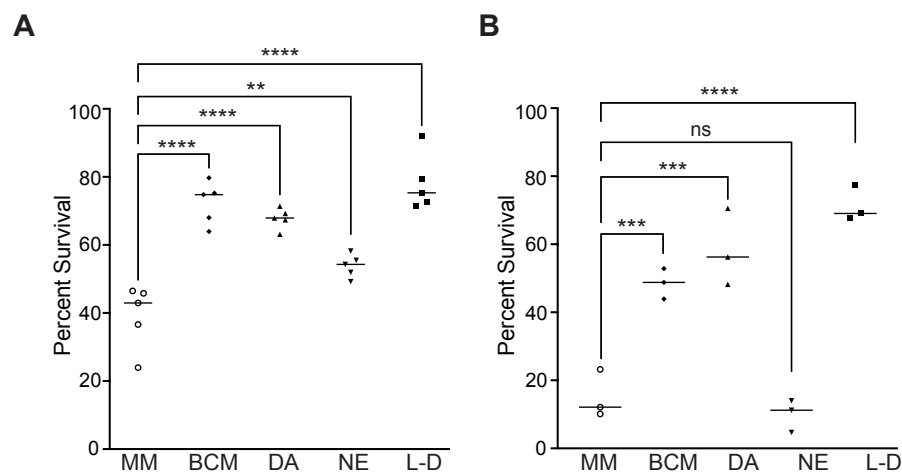 A
****
**
****
****
100
80
60
40
20
0
Percent Survival
MM BCM DA NE L-D
B
****
ns
***
***
100
80
60
40
20
0
Percent Survival
MM BCM DA NE L-D